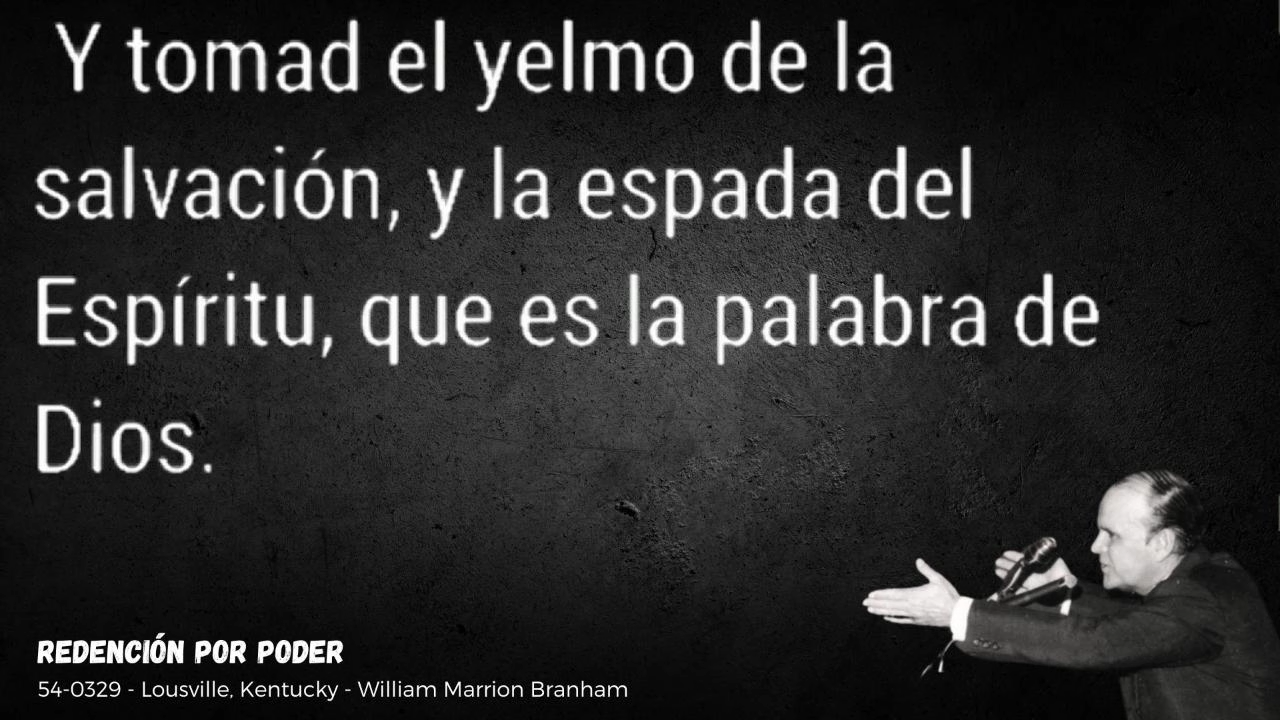 Y tomad el yelmo de la
salvación, y la espada del
Espíritu, que es la palabra de
Dios.
REDENCIÓN POR PODER
54-0329 - Lousville, Kentucky - William Marrion Branham